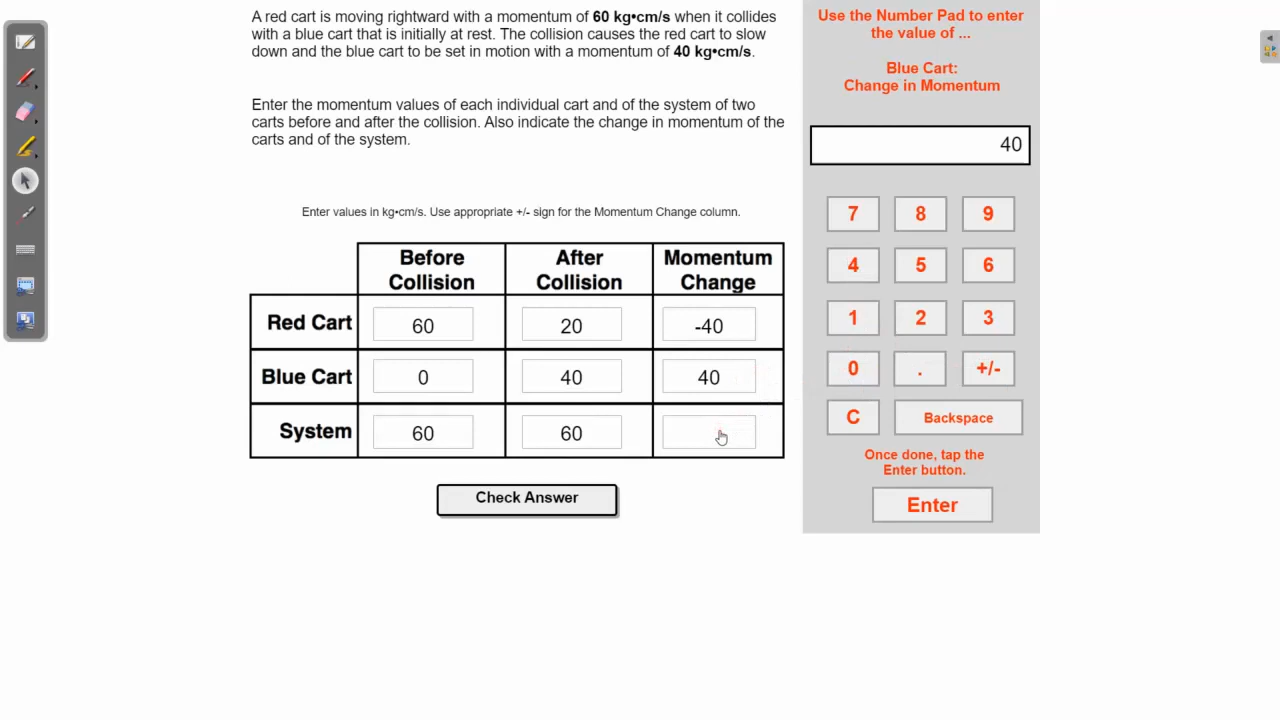 A red cart is moving rightward with a momentum of 60 kg•cm/s when it collides
with a blue cart that is initially at rest. The collision causes the red cart to slow
down and the blue cart to be set in motion with a momentum of 40 kg•cm/s.
Enter the momentum values of each individual cart and of the system of two
carts before and after the collision. Also indicate the change in momentum of the
carts and of the system.
Enter values in kg•cm/s. Use appropriate +/- sign for the Momentum Change column.
Before Collision After Collision Momentum Change
Red Cart 60 20 -40
Blue Cart 0 40 40
System 60 60
Check Answer
Use the Number Pad to enter
the value of ...
Blue Cart:
Change in Momentum
40
7 8 9
4 5 6
1 2 3
0 . +/-
C Backspace
Once done, tap the
Enter button.
Enter